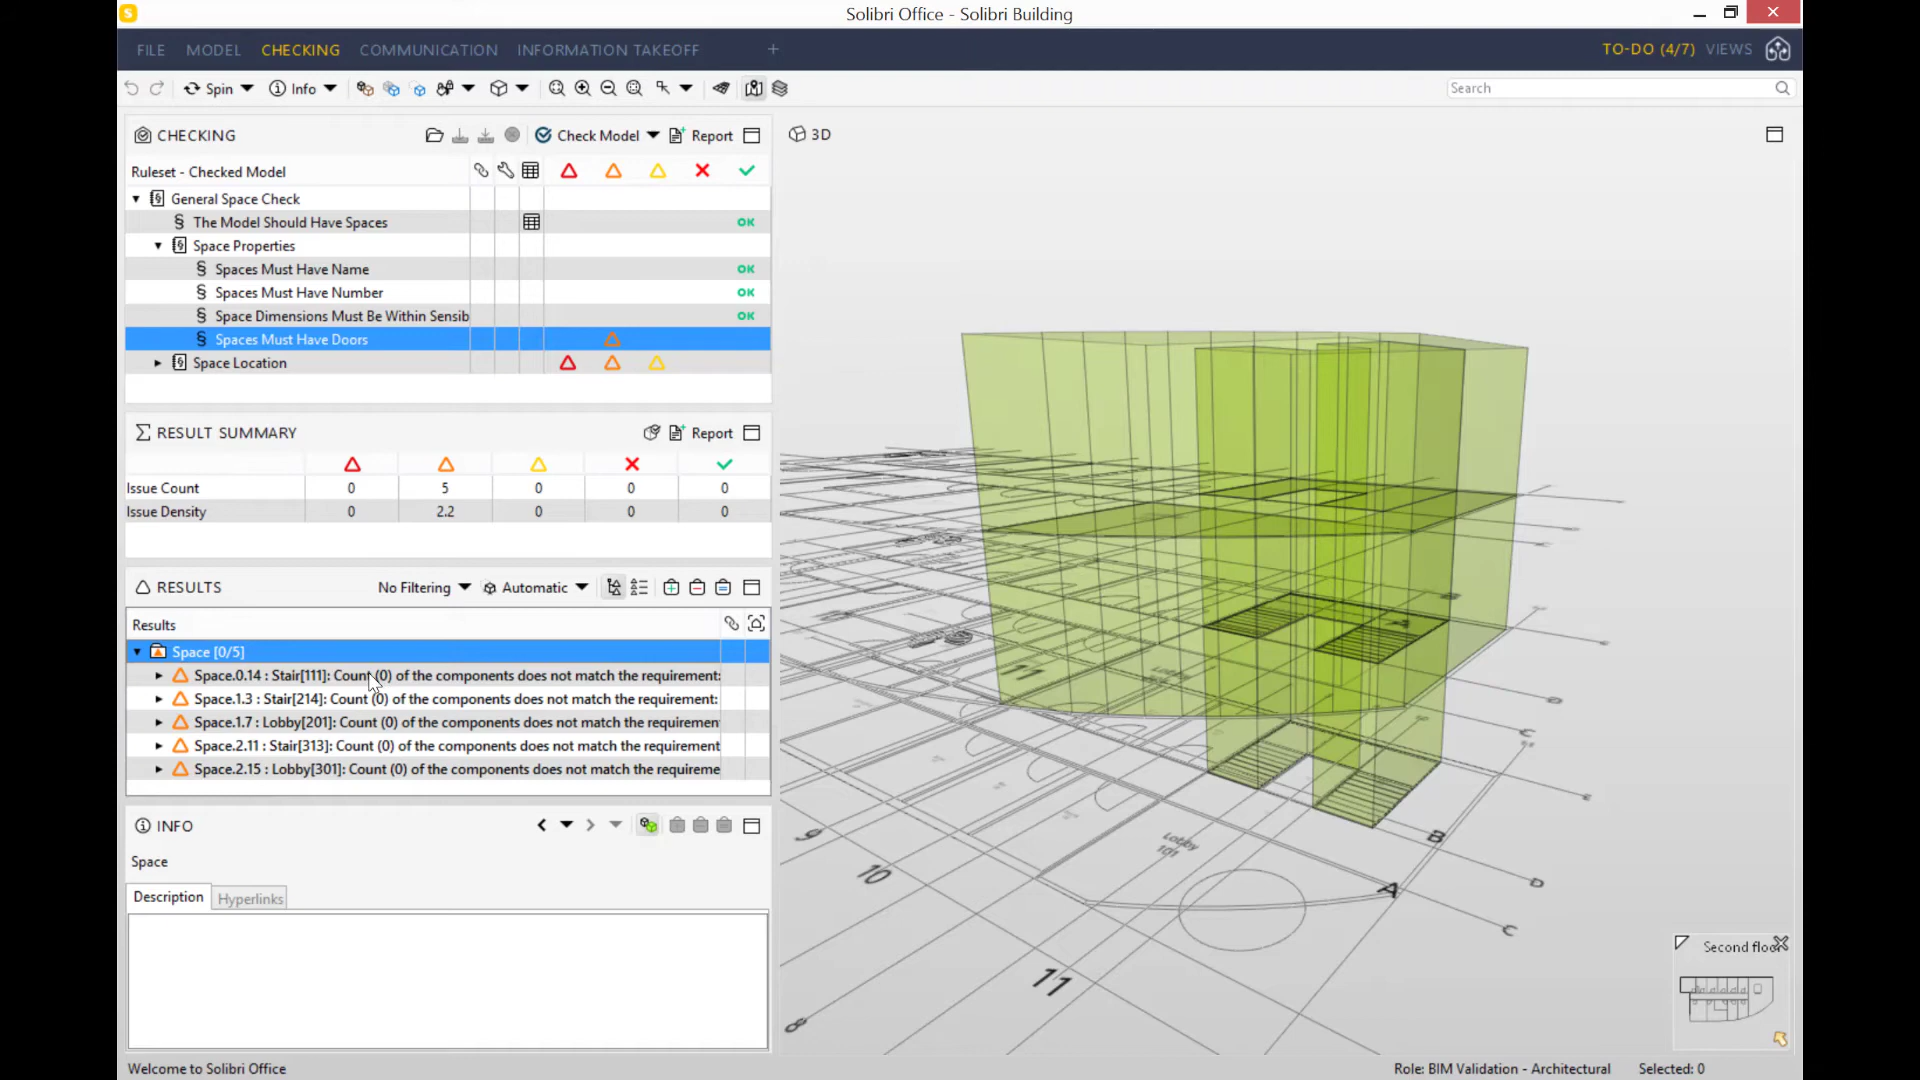 Solibri Office - Solibri Building
FILE MODEL CHECKING COMMUNICATION INFORMATION TAKEOFF +
TO-DO (4/7) VIEWS
Spin Info
Search
CHECKING
Check Model Report
3D
Ruleset - Checked Model
General Space Check
The Model Should Have Spaces OK
Space Properties
Spaces Must Have Name OK
Spaces Must Have Number OK
Space Dimensions Must Be Within Sensib OK
Spaces Must Have Doors
Space Location
RESULT SUMMARY Report
Issue Count 0 5 0 0 0
Issue Density 0 2.2 0 0 0
RESULTS No Filtering Automatic
Results
Space [0/5]
Space.0.14 : Stair[111]: Count (0) of the components does not match the requirement:
Space.1.3 : Stair[214]: Count (0) of the components does not match the requirement:
Space.1.7 : Lobby[201]: Count (0) of the components does not match the requirement
Space.2.11 : Stair[313]: Count (0) of the components does not match the requirement
Space.2.15 : Lobby[301]: Count (0) of the components does not match the requireme
INFO
Space
Description Hyperlinks
11
Lobby
101
9
10
11
8
A
B
C
D
C
Second floor
Welcome to Solibri Office
Role: BIM Validation - Architectural Selected: 0